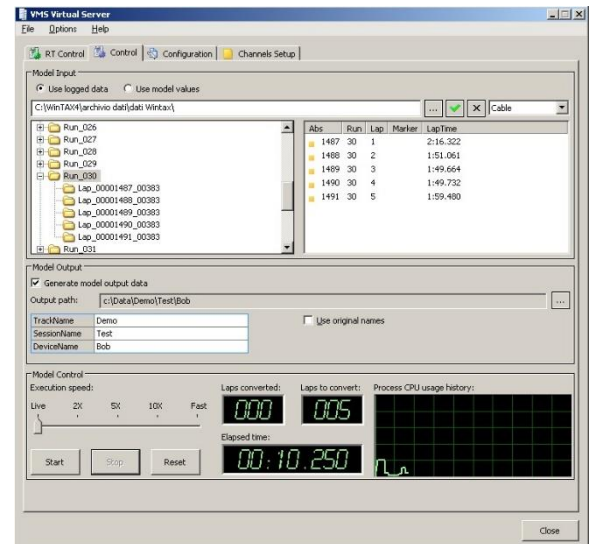 VMS Virtual Server
File Options Help
RT Control Control Configuration Channels Setup
Model Input
Use logged data Use model values
C:\WinTAX4\archivio dati\dati Wintax\ ... Cable
Run_026
Run_027
Run_028
Run_029
Run_030
Lap_00001487_00383
Lap_00001488_00383
Lap_00001489_00383
Lap_00001490_00383
Lap_00001491_00383
Run_031
Abs Run Lap Marker LapTime
1487 30 1 2:16.322
1488 30 2 1:51.061
1489 30 3 1:49.664
1490 30 4 1:49.732
1491 30 5 1:59.480
Model Output
Generate model output data
Output path: c:\Data\Demo\Test\Bob ...
TrackName Demo
SessionName Test
DeviceName Bob
Use original names
Model Control
Execution speed:
Live 2X 5X 10X Fast
Start Stop Reset
Laps converted: Laps to convert:
000 005
Elapsed time:
00:10.250
Process CPU usage history:
Close